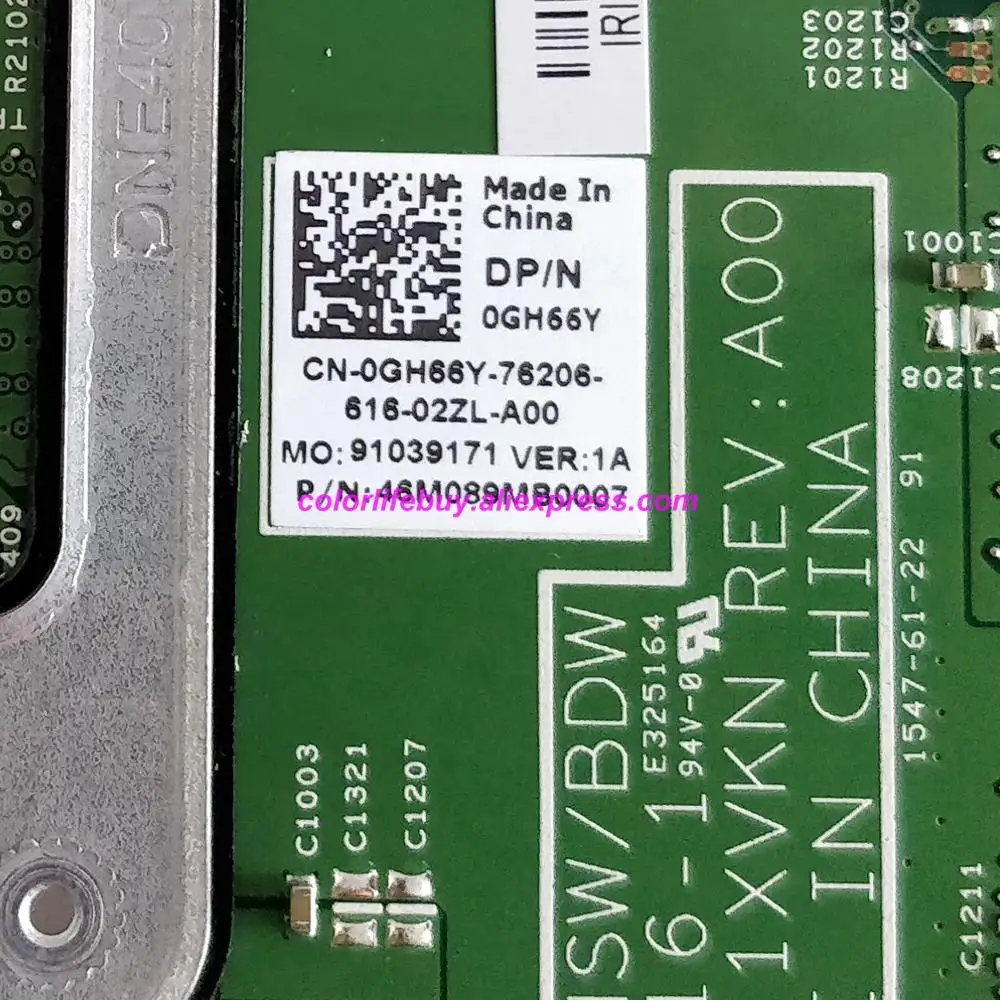 R2102
DNE40
IRI
C1203
R1202
R1201
Made In
China
DP/N
0GH66Y
CN-0GH66Y-76206-
616-02ZL-A00
MO: 91039171 VER:1A
P/N:46M089MB0007
colorlifebuy.aliexpress.com
C1001
C1208
409
SW/BDW
16-1
E325164
94V-0
1XVKN REV:A00
IN CHINA
1547-61-22 91
C1003
C1321
C1207
C1211